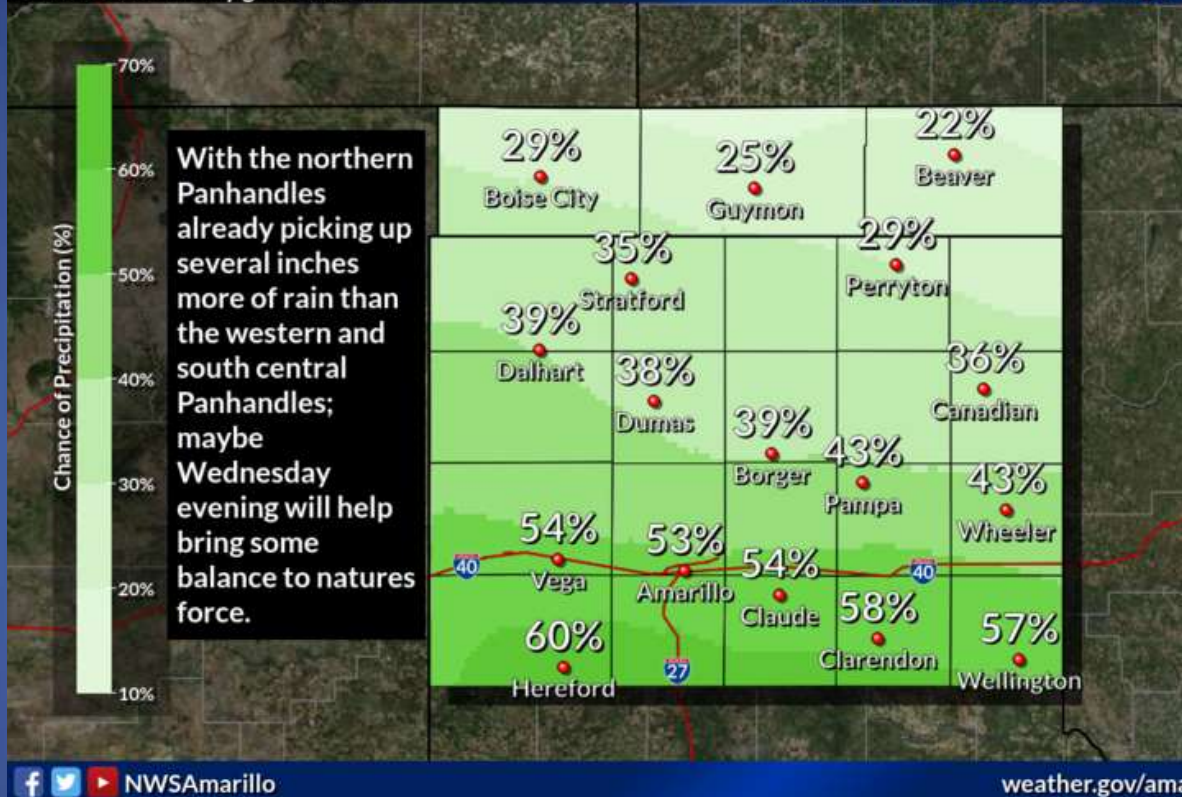 70%
60%
50%
40%
30%
20%
10%
Chance of Precipitation (%)
With the northern
Panhandles
already picking up
several inches
more of rain than
the western and
south central
Panhandles;
maybe
Wednesday
evening will help
bring some
balance to natures
force.
29%
Boise City
25%
Guymon
22%
Beaver
35%
Stratford
29%
Perryton
39%
Dalhart
38%
Dumas
36%
Canadian
39%
Borger
43%
Pampa
43%
Wheeler
54%
Vega
53%
Amarillo
54%
Claude
58%
Clarendon
57%
Wellington
60%
Hereford
40
40
27
NWSAmarillo
weather.gov/ama